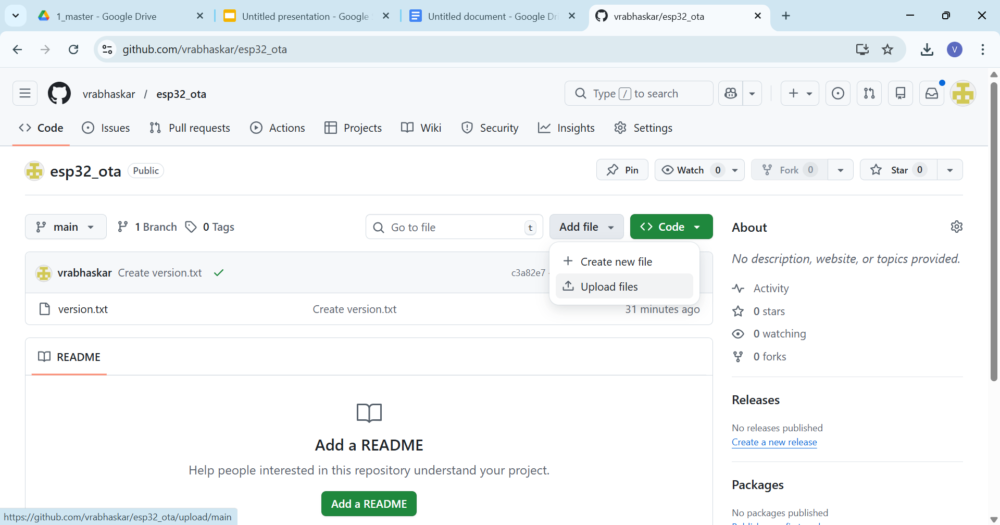 1_master - Google Drive
Untitled presentation - Google
Untitled document - Google Dri
vrabhaskar/esp32_ota
github.com/vrabhaskar/esp32_ota
V
vrabhaskar / esp32_ota
Type / to search
Code
Issues
Pull requests
Actions
Projects
Wiki
Security
Insights
Settings
esp32_ota
Public
Pin
Watch 0
Fork 0
Star 0
main
1 Branch
0 Tags
Go to file
t
Add file
Code
Create new file
Upload files
vrabhaskar Create version.txt
c3a82e7 ·
version.txt
Create version.txt
31 minutes ago
README
Add a README
Help people interested in this repository understand your project.
Add a README
About
No description, website, or topics provided.
Activity
0 stars
0 watching
0 forks
Releases
No releases published
Create a new release
Packages
No packages published
https://github.com/vrabhaskar/esp32_ota/upload/main